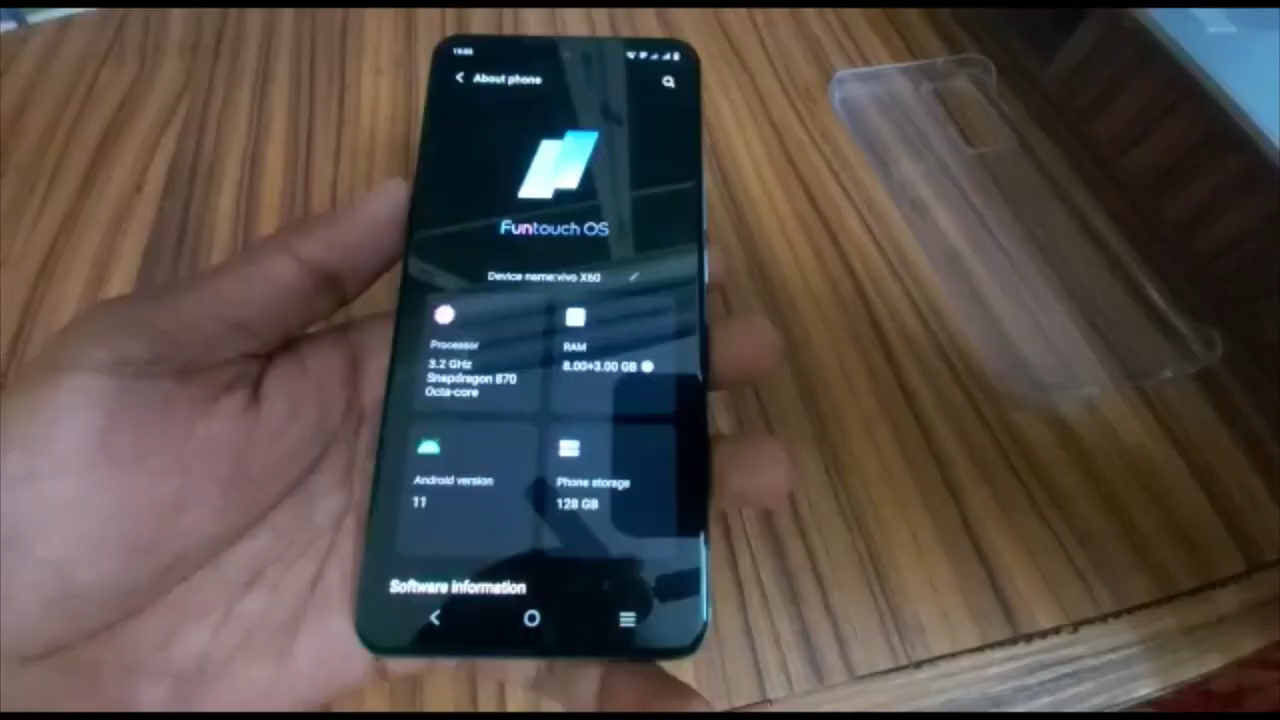 About phone
Funtouch OS
Device name:vivo X60
Processor
3.2 GHz
Snapdragon 870
Octa-core
RAM
8.00+3.00 GB
Android version
11
Phone storage
128 GB
Software information